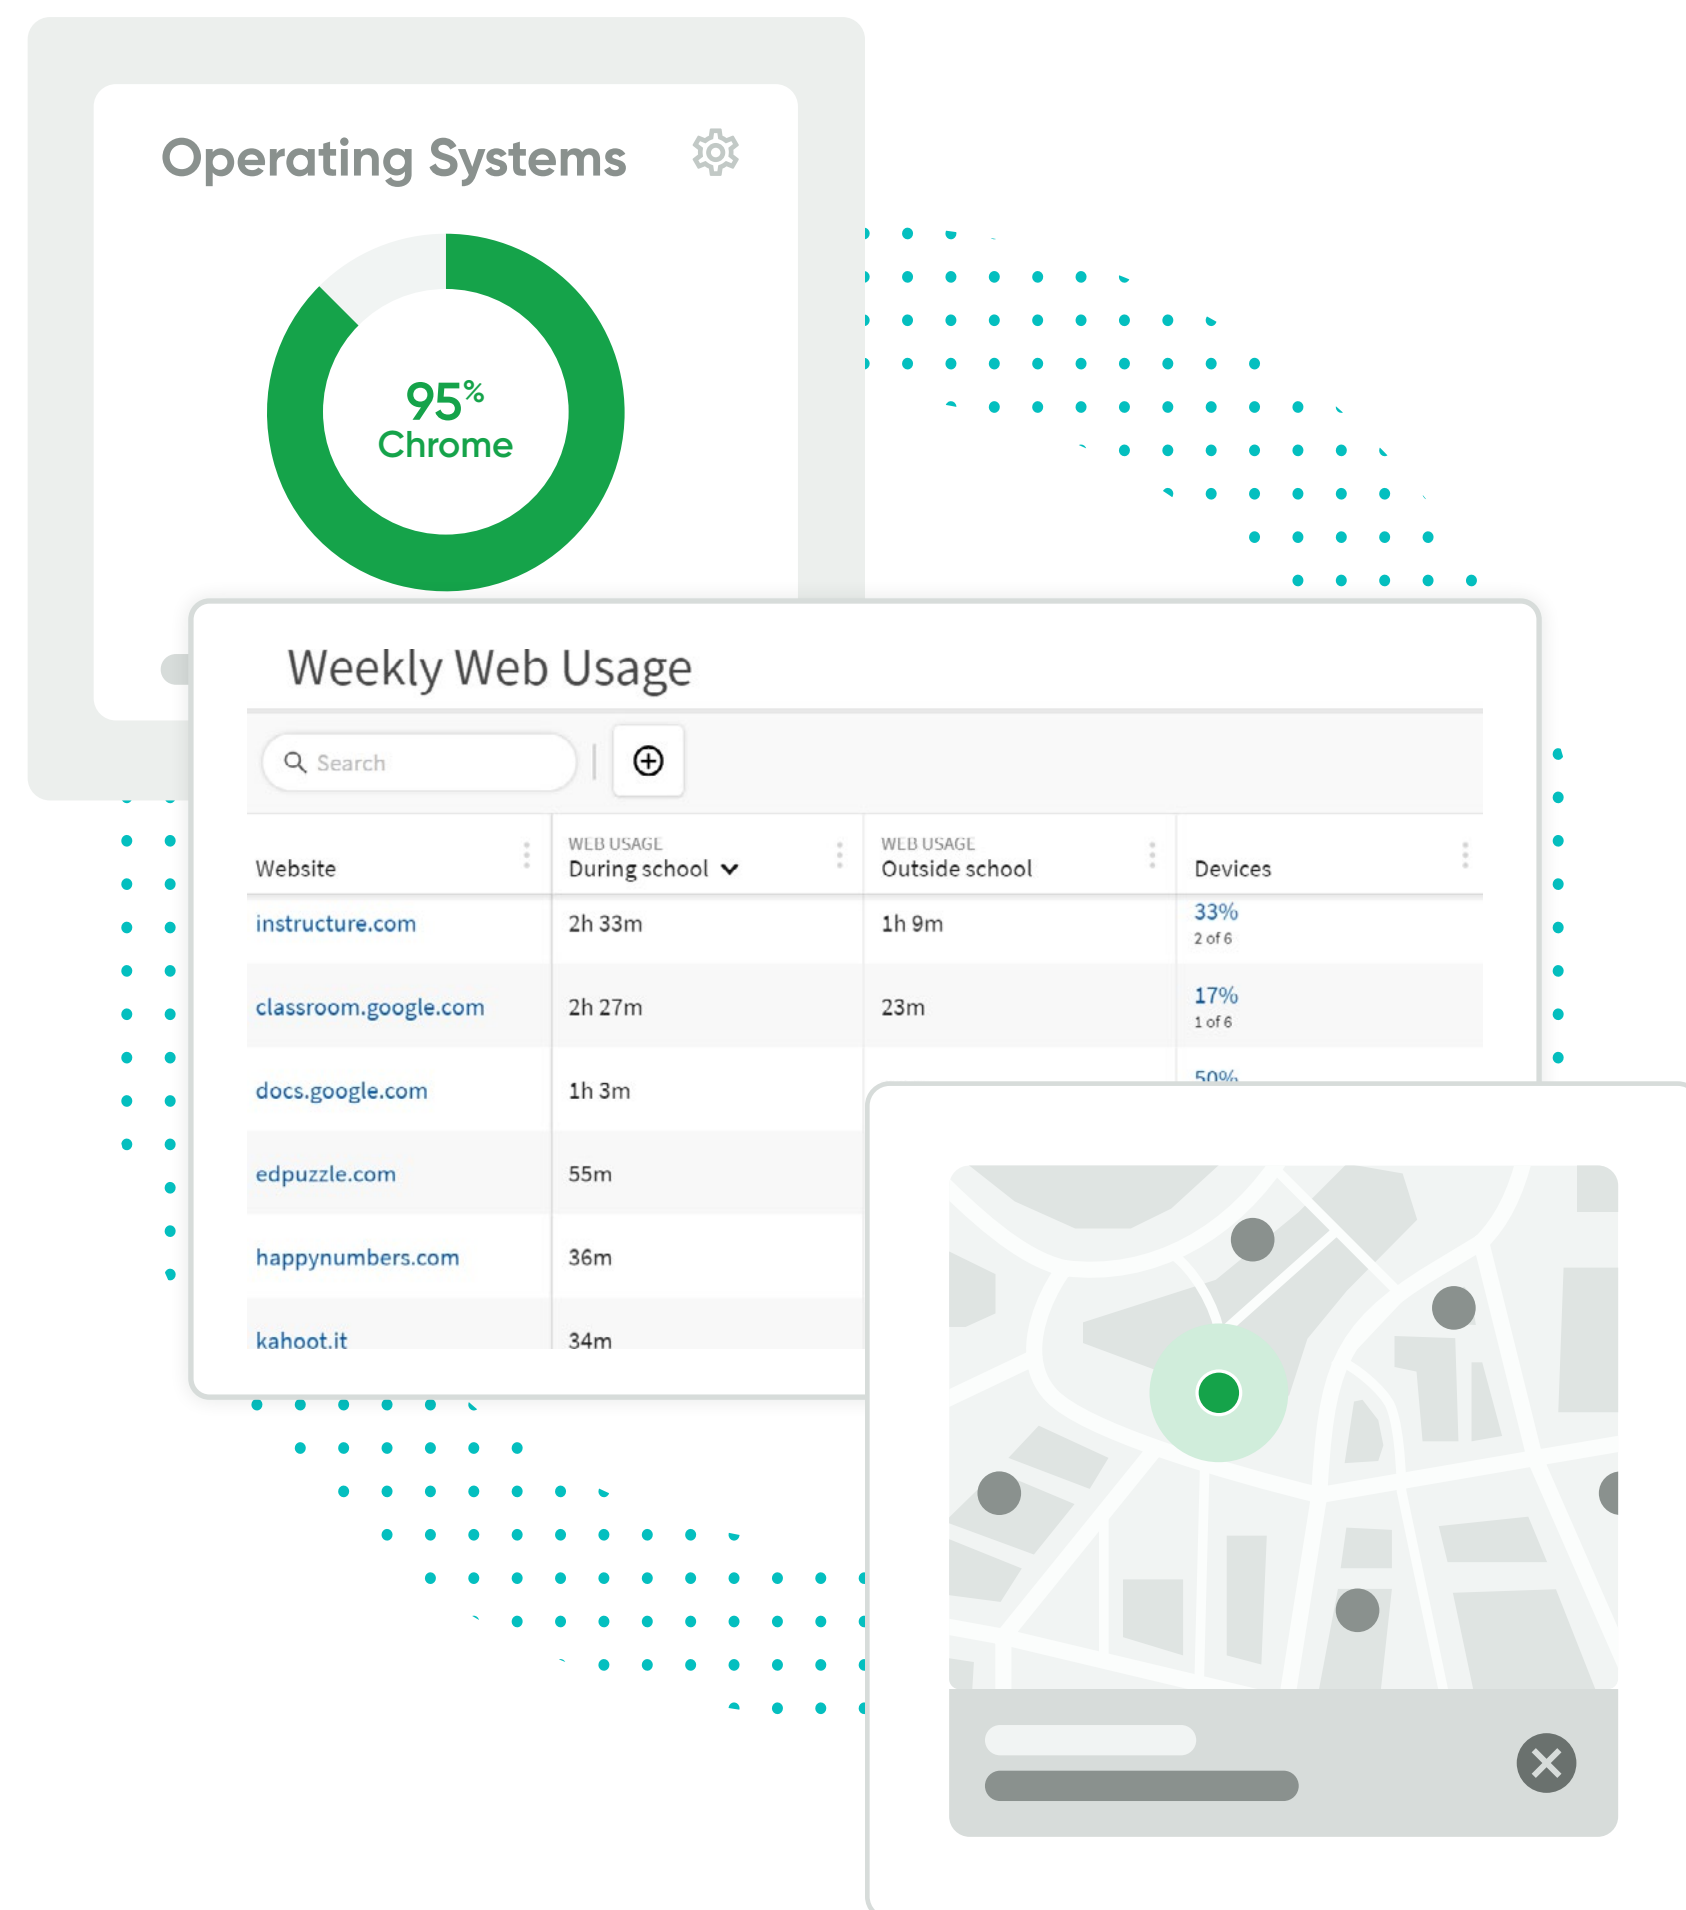 Operating Systems
95%
Chrome
Weekly Web Usage
Search
WEB USAGE WEB USAGE
Website During school Outside school Devices
instructure.com 2h 33m 1h 9m 33%
2 of 6
classroom.google.com 2h 27m 23m 17%
1 of 6
docs.google.com 1h 3m 50%
edpuzzle.com 55m
happynumbers.com 36m
kahoot.it 34m